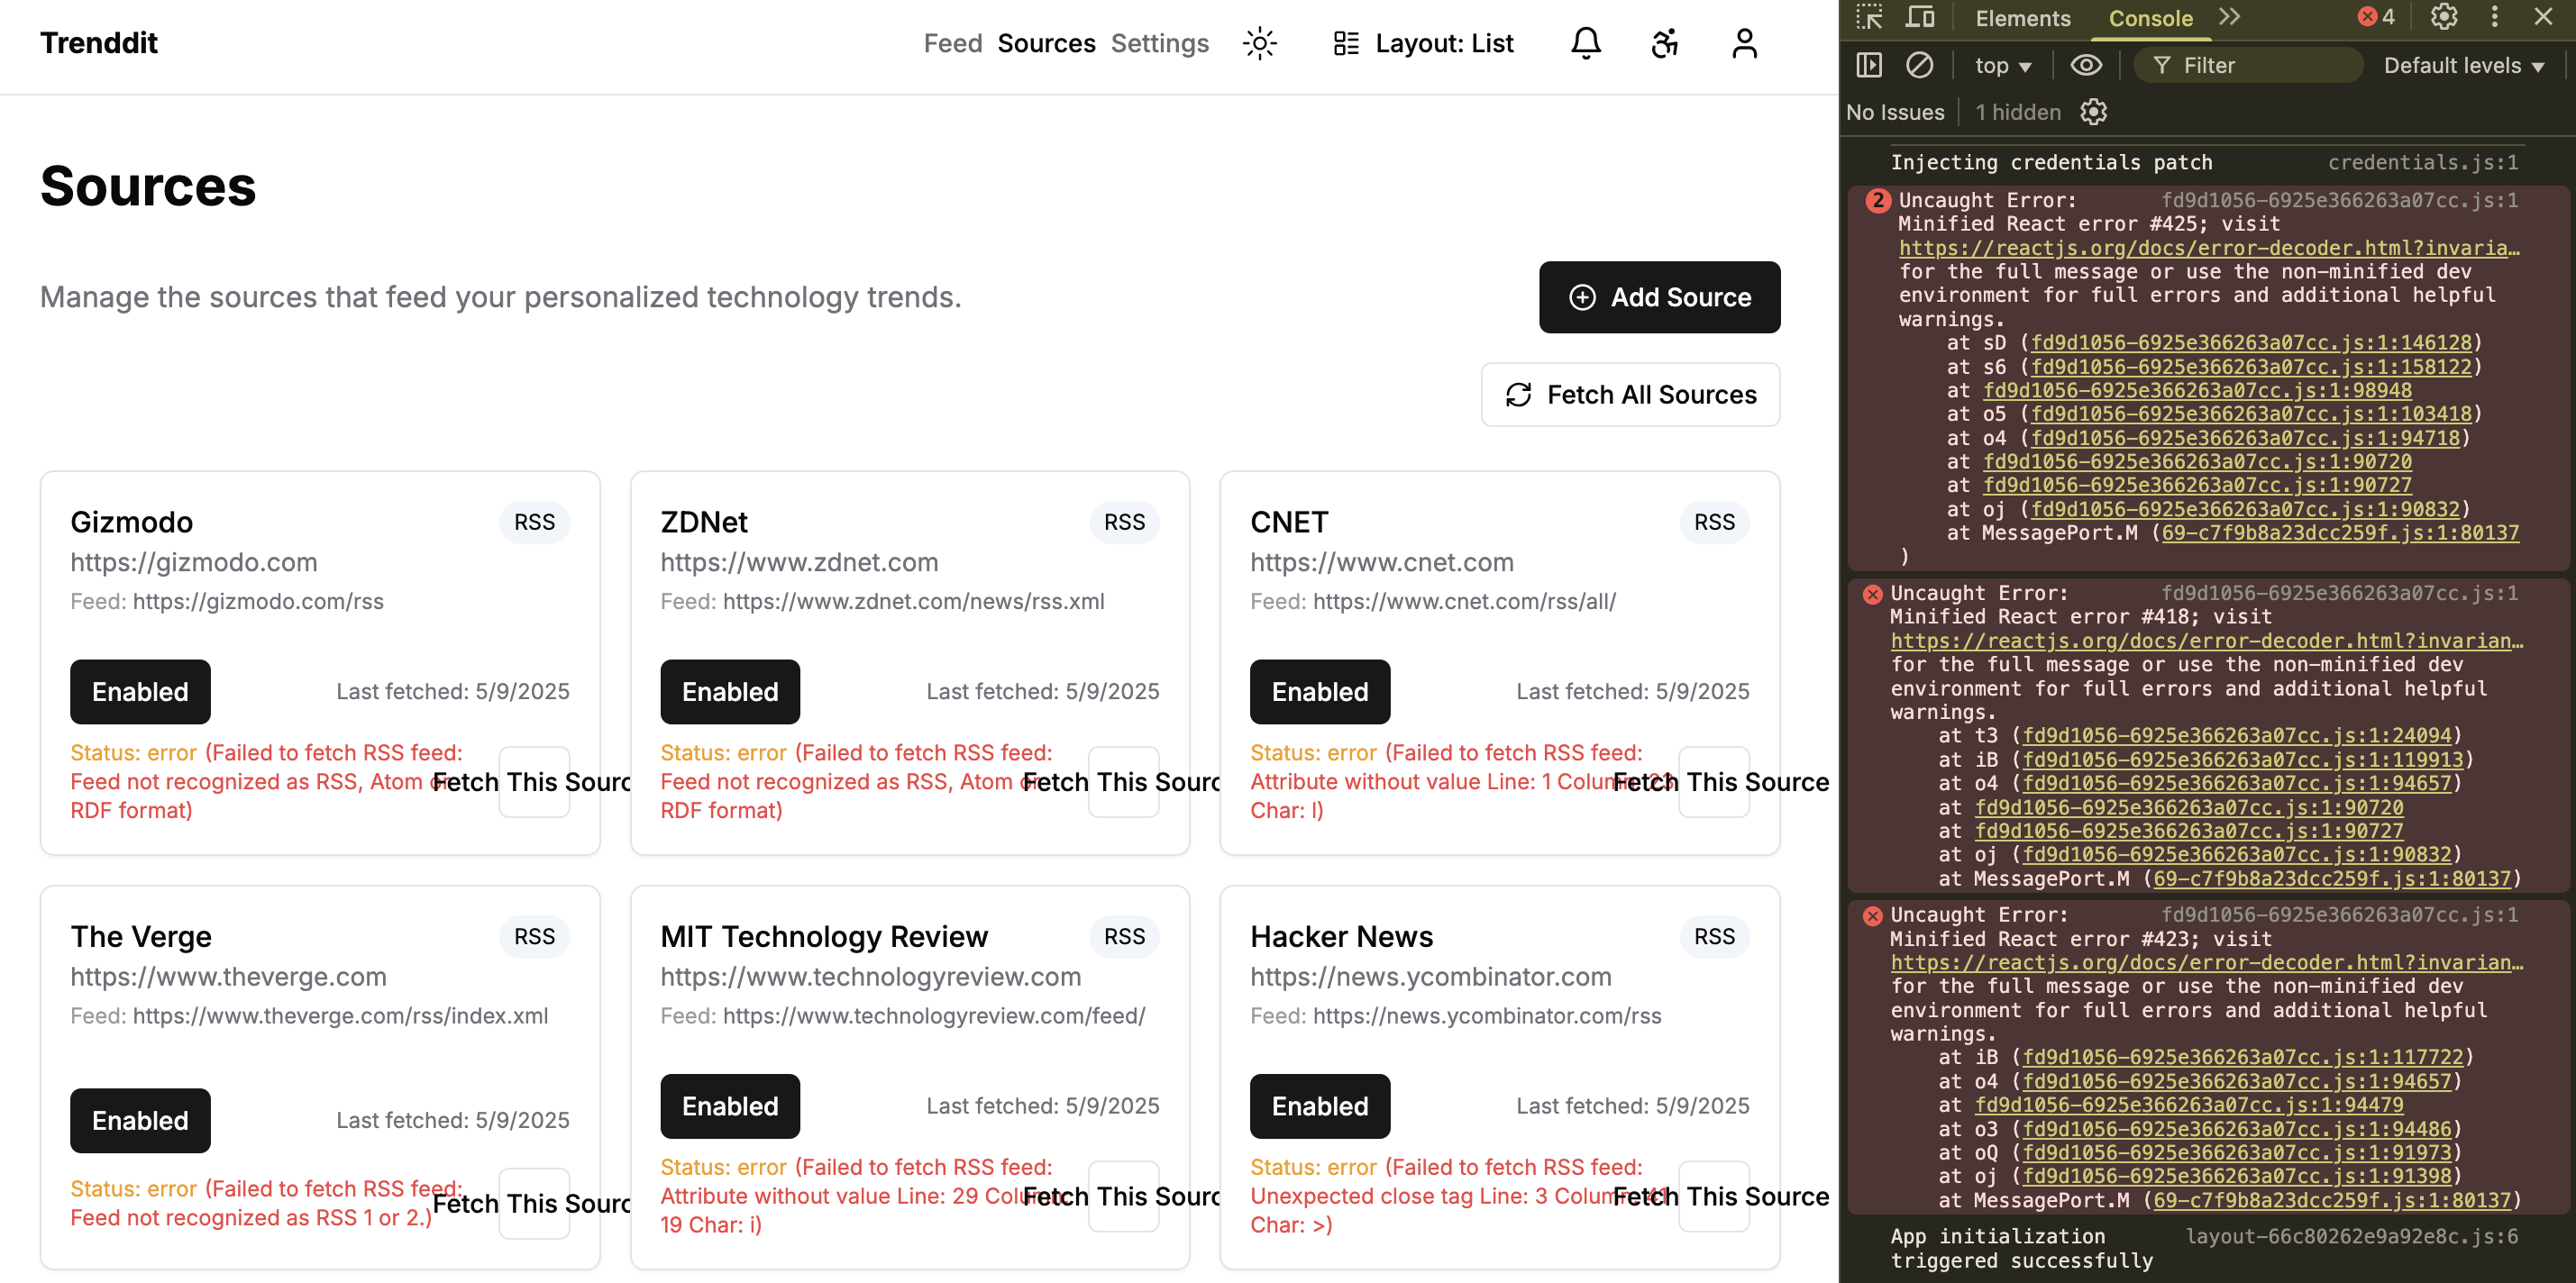 Trenddit
Feed Sources Settings
Layout: List
Sources
Manage the sources that feed your personalized technology trends.
Add Source
Fetch All Sources
Gizmodo
RSS
https://gizmodo.com
Feed: https://gizmodo.com/rss
Enabled
Last fetched: 5/9/2025
Status: error (Failed to fetch RSS feed:
Feed not recognized as RSS, Atom or
RDF format)
Fetch This Sourc
ZDNet
RSS
https://www.zdnet.com
Feed: https://www.zdnet.com/news/rss.xml
Enabled
Last fetched: 5/9/2025
Status: error (Failed to fetch RSS feed:
Feed not recognized as RSS, Atom or
RDF format)
Fetch This Sourc
CNET
RSS
https://www.cnet.com
Feed: https://www.cnet.com/rss/all/
Enabled
Last fetched: 5/9/2025
Status: error (Failed to fetch RSS feed:
Attribute without value Line: 1 Column: 23
Char: l)
Fetch This Source
The Verge
RSS
https://www.theverge.com
Feed: https://www.theverge.com/rss/index.xml
Enabled
Last fetched: 5/9/2025
Status: error (Failed to fetch RSS feed:
Feed not recognized as RSS 1 or 2.)
Fetch This Sourc
MIT Technology Review
RSS
https://www.technologyreview.com
Feed: https://www.technologyreview.com/feed/
Enabled
Last fetched: 5/9/2025
Status: error (Failed to fetch RSS feed:
Attribute without value Line: 29 Column:
19 Char: i)
Fetch This Sourc
Hacker News
RSS
https://news.ycombinator.com
Feed: https://news.ycombinator.com/rss
Enabled
Last fetched: 5/9/2025
Status: error (Failed to fetch RSS feed:
Unexpected close tag Line: 3 Column: 41
Char: >)
Fetch This Source
Elements Console 4
top Filter Default levels
No Issues 1 hidden
Injecting credentials patch credentials.js:1
2 Uncaught Error: fd9d1056-6925e366263a07cc.js:1
Minified React error #425; visit
https://reactjs.org/docs/error-decoder.html?invaria…
for the full message or use the non-minified dev
environment for full errors and additional helpful
warnings.
at sD (fd9d1056-6925e366263a07cc.js:1:146128)
at s6 (fd9d1056-6925e366263a07cc.js:1:158122)
at fd9d1056-6925e366263a07cc.js:1:98948
at o5 (fd9d1056-6925e366263a07cc.js:1:103418)
at o4 (fd9d1056-6925e366263a07cc.js:1:94718)
at fd9d1056-6925e366263a07cc.js:1:90720
at fd9d1056-6925e366263a07cc.js:1:90727
at oj (fd9d1056-6925e366263a07cc.js:1:90832)
at MessagePort.M (69-c7f9b8a23dcc259f.js:1:80137
)
Uncaught Error: fd9d1056-6925e366263a07cc.js:1
Minified React error #418; visit
https://reactjs.org/docs/error-decoder.html?invarian…
for the full message or use the non-minified dev
environment for full errors and additional helpful
warnings.
at t3 (fd9d1056-6925e366263a07cc.js:1:24094)
at iB (fd9d1056-6925e366263a07cc.js:1:119913)
at o4 (fd9d1056-6925e366263a07cc.js:1:94657)
at fd9d1056-6925e366263a07cc.js:1:90720
at fd9d1056-6925e366263a07cc.js:1:90727
at oj (fd9d1056-6925e366263a07cc.js:1:90832)
at MessagePort.M (69-c7f9b8a23dcc259f.js:1:80137)
Uncaught Error: fd9d1056-6925e366263a07cc.js:1
Minified React error #423; visit
https://reactjs.org/docs/error-decoder.html?invarian…
for the full message or use the non-minified dev
environment for full errors and additional helpful
warnings.
at iB (fd9d1056-6925e366263a07cc.js:1:117722)
at o4 (fd9d1056-6925e366263a07cc.js:1:94657)
at fd9d1056-6925e366263a07cc.js:1:94479
at o3 (fd9d1056-6925e366263a07cc.js:1:94486)
at oQ (fd9d1056-6925e366263a07cc.js:1:91973)
at oj (fd9d1056-6925e366263a07cc.js:1:91398)
at MessagePort.M (69-c7f9b8a23dcc259f.js:1:80137)
App initialization layout-66c80262e9a92e8c.js:6
triggered successfully